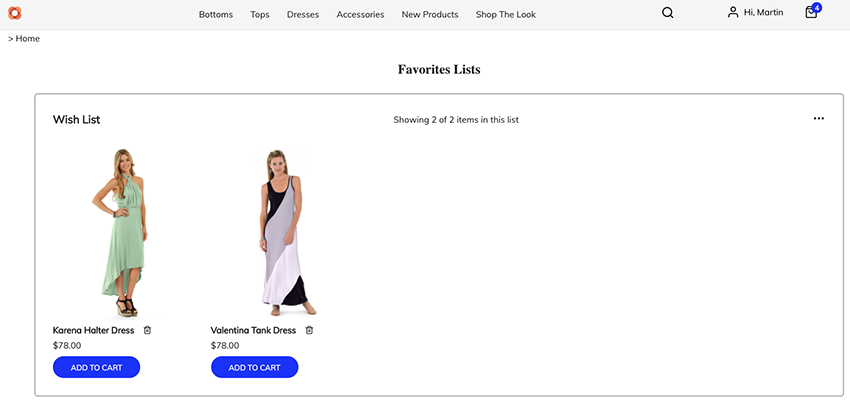 Bottoms Tops Dresses Accessories New Products Shop The Look Hi, Martin 4
> Home
Favorites Lists
Wish List Showing 2 of 2 items in this list ...
Karena Halter Dress Valentina Tank Dress
$78.00 $78.00
ADD TO CART ADD TO CART